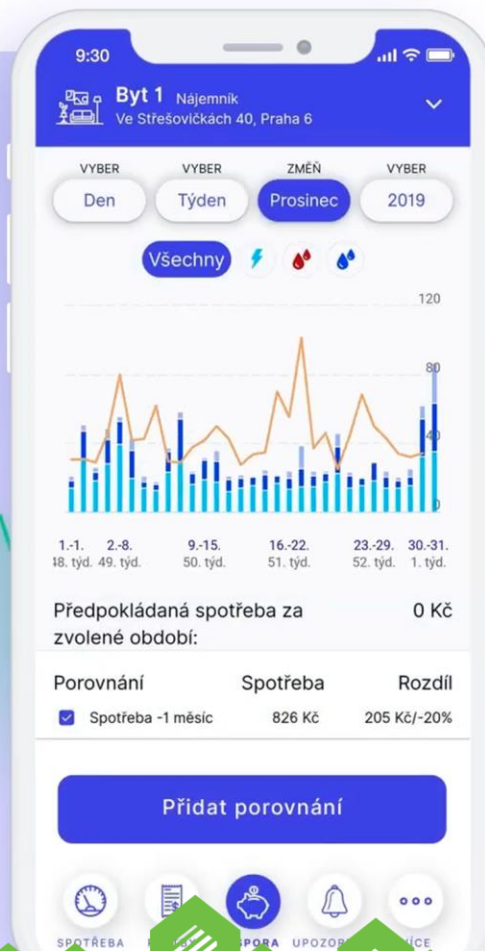 9:30
Byt 1 Nájemník
Ve Střešovičkách 40, Praha 6
VYBER VYBER ZMĚŇ VYBER
Den Týden Prosinec 2019
Všechny
120
80
40
0
1.-1. 2.-8. 9.-15. 16.-22. 23.-29. 30.-31.
48. týd. 49. týd. 50. týd. 51. týd. 52. týd. 1. týd.
Předpokládaná spotřeba za 0 Kč
zvolené období:
Porovnání Spotřeba Rozdíl
Spotřeba -1 měsíc 826 Kč 205 Kč/-20%
Přidat porovnání
SPOTŘEBA